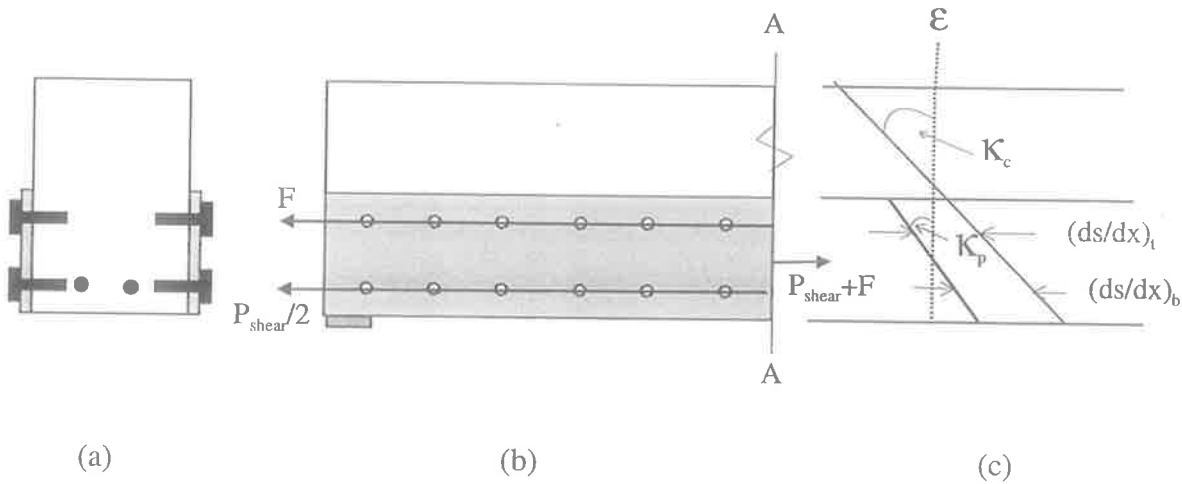 A
ε
K_c
F
(ds/dx)_t
K_p
P_shear/2
P_shear+F
(ds/dx)_b
A
(a)
(b)
(c)